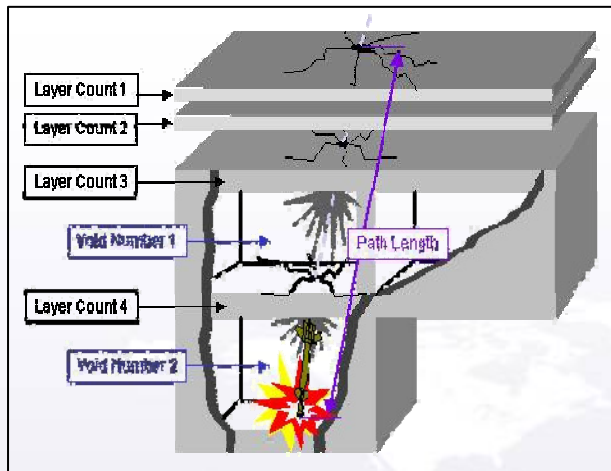 Layer Count 1
Layer Count 2
Layer Count 3
Void Number 1
Path Length
Layer Count 4
Void Number 2